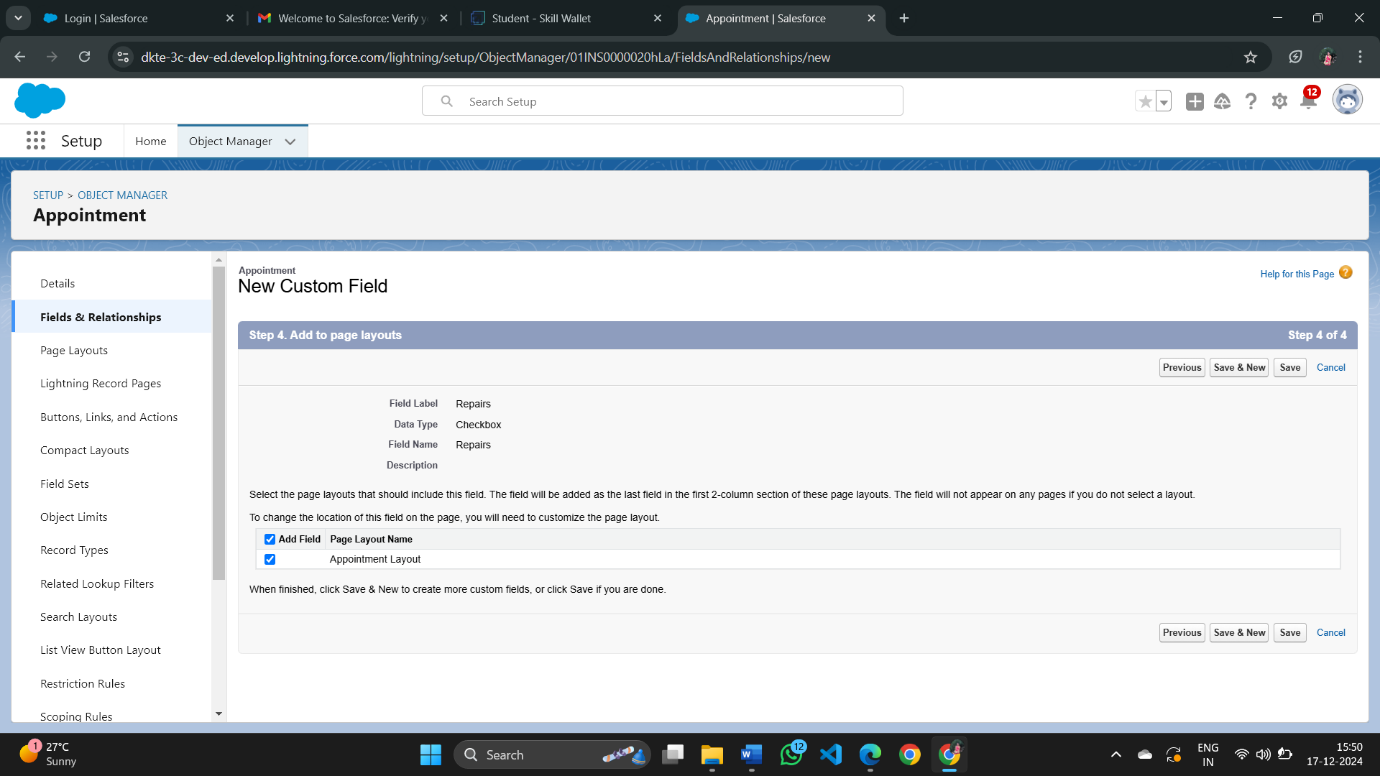 Login | Salesforce
Welcome to Salesforce: Verify y
Student - Skill Wallet
Appointment | Salesforce
dkte-3c-dev-ed.develop.lightning.force.com/lightning/setup/ObjectManager/01INS0000020hLa/FieldsAndRelationships/new
Search Setup
12
Setup
Home
Object Manager
SETUP > OBJECT MANAGER
Appointment
Details
Fields & Relationships
Page Layouts
Lightning Record Pages
Buttons, Links, and Actions
Compact Layouts
Field Sets
Object Limits
Record Types
Related Lookup Filters
Search Layouts
List View Button Layout
Restriction Rules
Scoping Rules
Appointment
New Custom Field
Help for this Page
Step 4. Add to page layouts Step 4 of 4
Previous Save & New Save Cancel
Field Label Repairs
Data Type Checkbox
Field Name Repairs
Description
Select the page layouts that should include this field. The field will be added as the last field in the first 2-column section of these page layouts. The field will not appear on any pages if you do not select a layout.
To change the location of this field on the page, you will need to customize the page layout.
Add Field Page Layout Name
Appointment Layout
When finished, click Save & New to create more custom fields, or click Save if you are done.
Previous Save & New Save Cancel
1
27°C
Sunny
Search
12
ENG
IN
15:50
17-12-2024